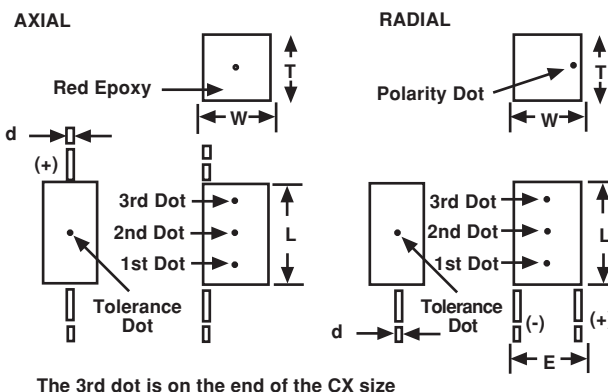 AXIAL
RADIAL
T
Red Epoxy
W
T
Polarity Dot
W
d
(+)
3rd Dot
2nd Dot
1st Dot
L
Tolerance
Dot
3rd Dot
2nd Dot
1st Dot
L
Tolerance
Dot
d
(-)
(+)
E
The 3rd dot is on the end of the CX size